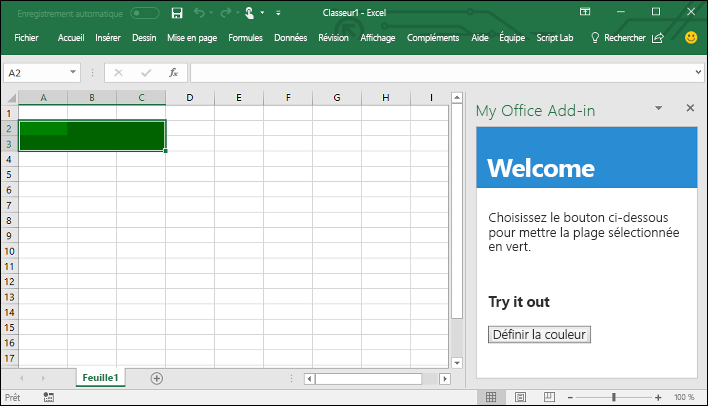 Enregistrement automatique
Classeur1 - Excel
Fichier Accueil Insérer Dessin Mise en page Formules Données Révision Affichage Compléments Aide Équipe Script Lab Rechercher
A2
fx
A B C D E F G H I
1
2
3
4
5
6
7
8
9
10
11
12
13
14
15
16
17
My Office Add-in
Welcome
Choisissez le bouton ci-dessous
pour mettre la plage sélectionnée
en vert.
Try it out
Définir la couleur
Feuille1
Prêt
100 %